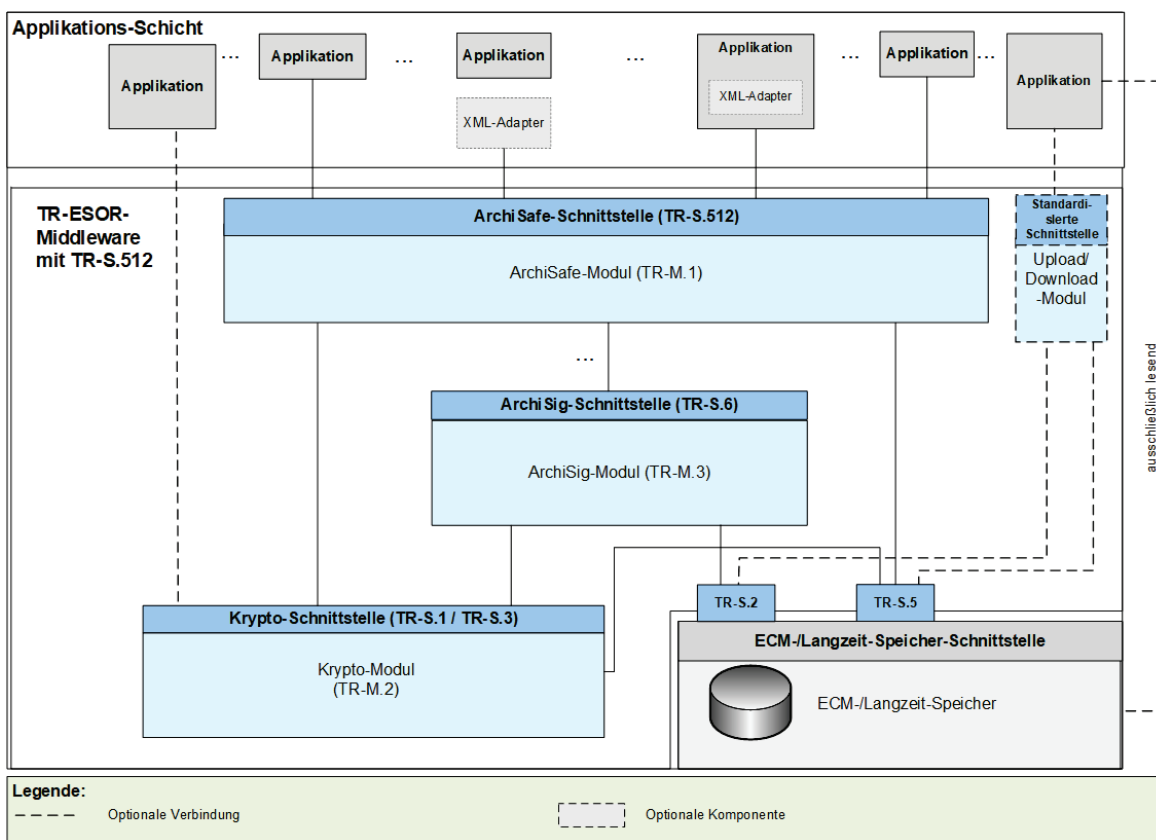 Applikations-Schicht
Applikation
...
Applikation
...
Applikation
XML-Adapter
...
Applikation
XML-Adapter
...
Applikation
...
Applikation
TR-ESOR-
Middleware
mit TR-S.512
ArchiSafe-Schnittstelle (TR-S.512)
ArchiSafe-Modul (TR-M.1)
Standardi-
sierte
Schnittstelle
Upload/
Download
-Modul
ausschließlich lesend
...
ArchiSig-Schnittstelle (TR-S.6)
ArchiSig-Modul (TR-M.3)
TR-S.2
TR-S.5
Krypto-Schnittstelle (TR-S.1 / TR-S.3)
Krypto-Modul
(TR-M.2)
ECM-/Langzeit-Speicher-Schnittstelle
ECM-/Langzeit-Speicher
Legende:
Optionale Verbindung
Optionale Komponente